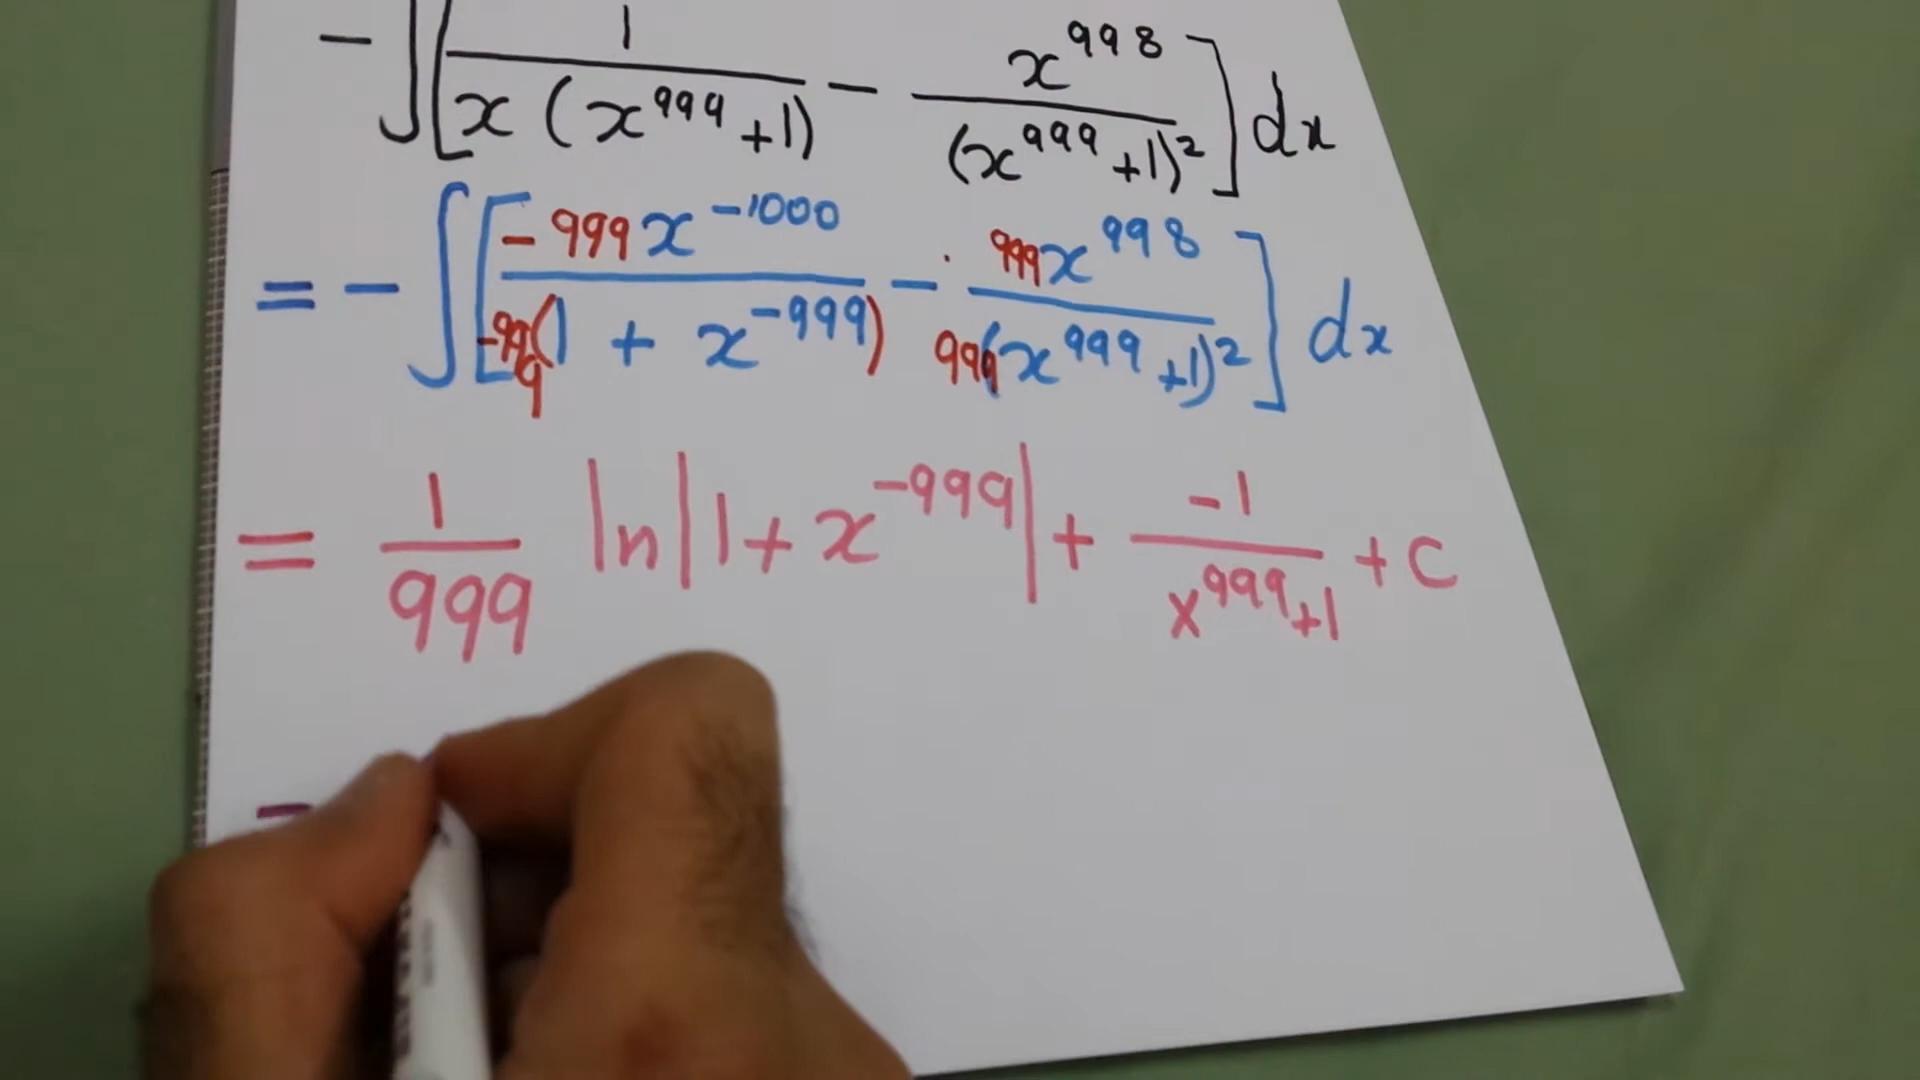 - ∫ [ 1 / x (x^999 + 1) - x^998 / (x^999 + 1)^2 ] dx
= - ∫ [ -999x^-1000 / -999(1 + x^-999) - 999x^998 / 999(x^999 + 1)^2 ] dx
= 1/999 ln|1 + x^-999| + -1 / x^999+1 + C